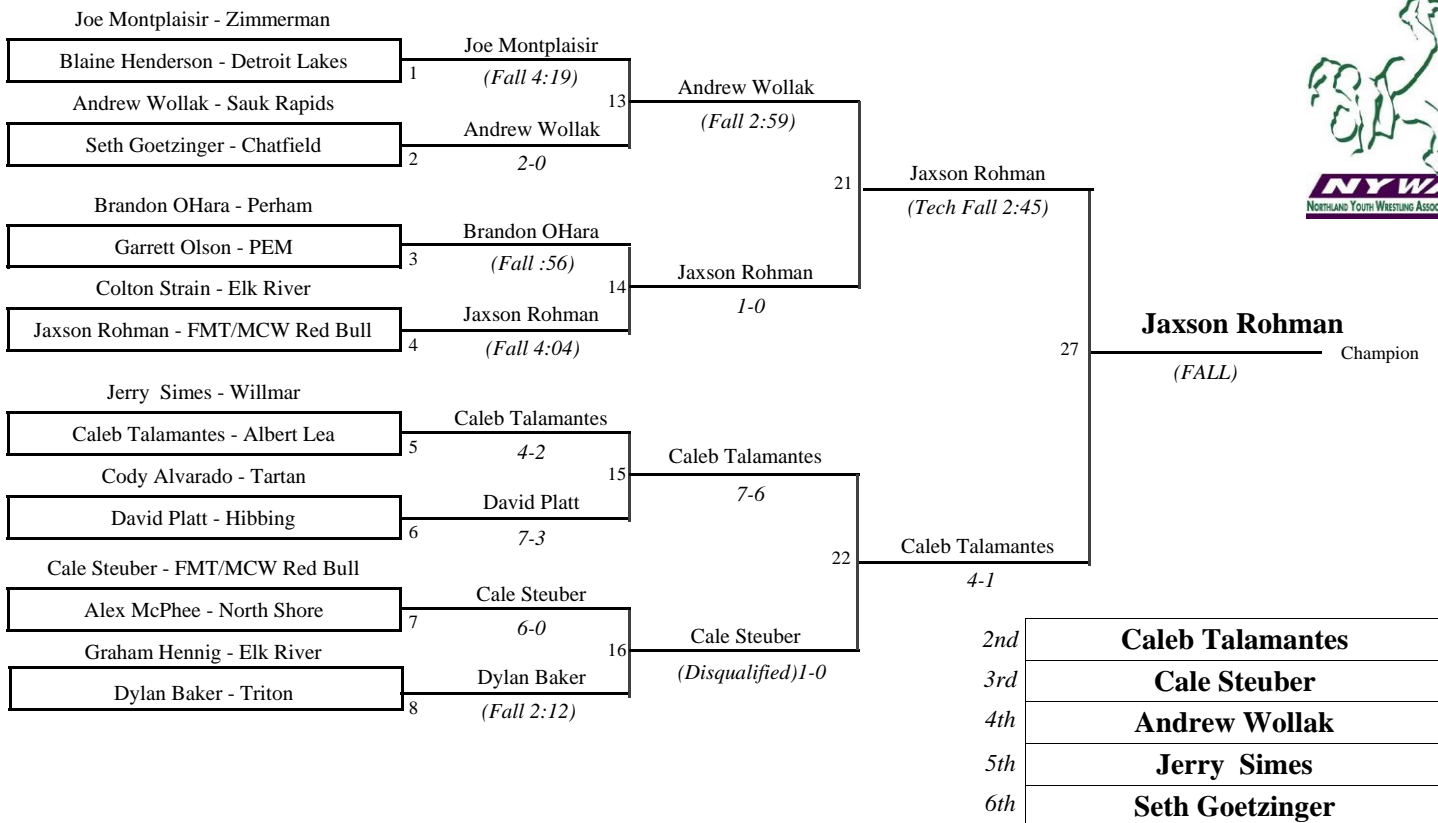 Joe Montplaisir - Zimmerman
Blaine Henderson - Detroit Lakes
1
Andrew Wollak - Sauk Rapids
Seth Goetzinger - Chatfield
2
Brandon OHara - Perham
Garrett Olson - PEM
3
Colton Strain - Elk River
Jaxson Rohman - FMT/MCW Red Bull
4
Jerry  Simes - Willmar
Caleb Talamantes - Albert Lea
5
Cody Alvarado - Tartan
David Platt - Hibbing
6
Cale Steuber - FMT/MCW Red Bull
Alex McPhee - North Shore
7
Graham Hennig - Elk River
Dylan Baker - Triton
8
Joe Montplaisir
(Fall 4:19)
13
Andrew Wollak
2-0
Brandon OHara
(Fall :56)
14
Jaxson Rohman
(Fall 4:04)
Caleb Talamantes
4-2
15
David Platt
7-3
Cale Steuber
6-0
16
Dylan Baker
(Fall 2:12)
Andrew Wollak
(Fall 2:59)
21
Jaxson Rohman
1-0
Caleb Talamantes
7-6
22
Cale Steuber
(Disqualified)1-0
Jaxson Rohman
(Tech Fall 2:45)
27
Caleb Talamantes
4-1
NYW
NORTHLAND YOUTH WRESTLING
Jaxson Rohman
Champion
(FALL)
2nd Caleb Talamantes
3rd Cale Steuber
4th Andrew Wollak
5th Jerry  Simes
6th Seth Goetzinger